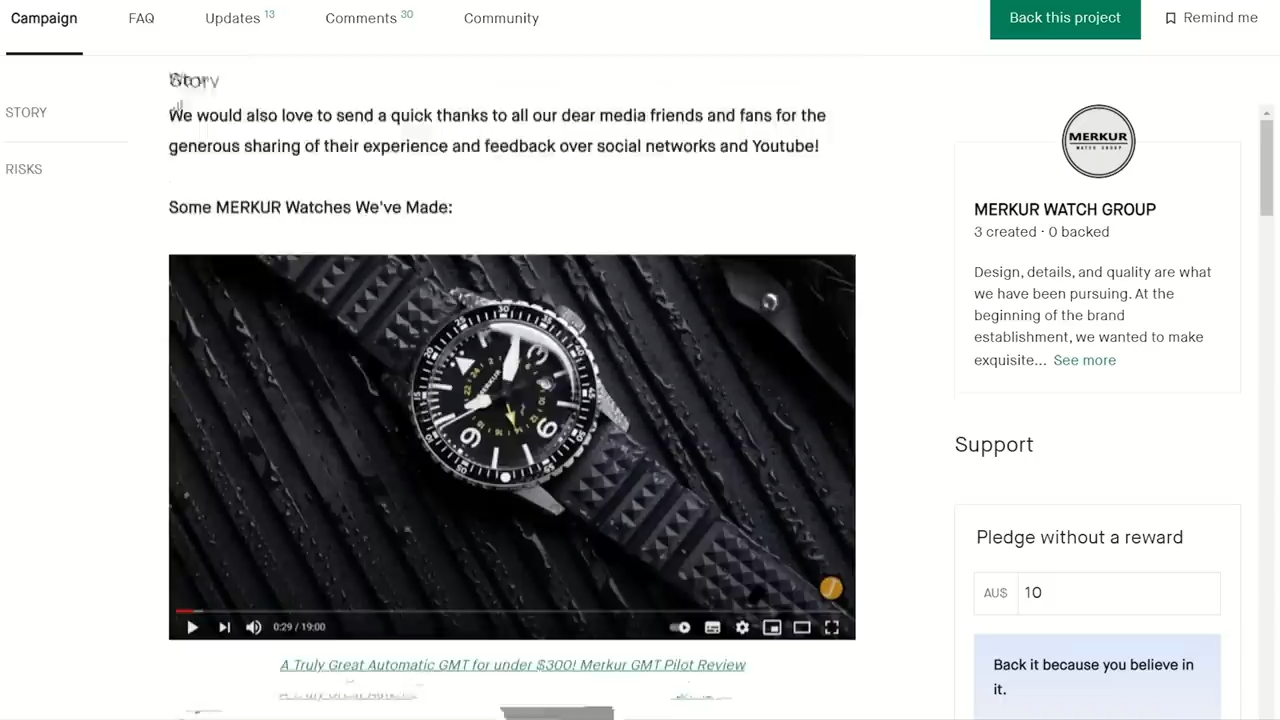 Campaign
FAQ
Updates 13
Comments 30
Community
Back this project
Remind me
STORY
RISKS
Story
We would also love to send a quick thanks to all our dear media friends and fans for the
generous sharing of their experience and feedback over social networks and Youtube!
Some MERKUR Watches We've Made:
MERKUR
0:29 / 19:00
A Truly Great Automatic GMT for under $300! Merkur GMT Pilot Review
MERKUR
WATCH GROUP
MERKUR WATCH GROUP
3 created · 0 backed
Design, details, and quality are what
we have been pursuing. At the
beginning of the brand
establishment, we wanted to make
exquisite... See more
Support
Pledge without a reward
AU$ 10
Back it because you believe in
it.